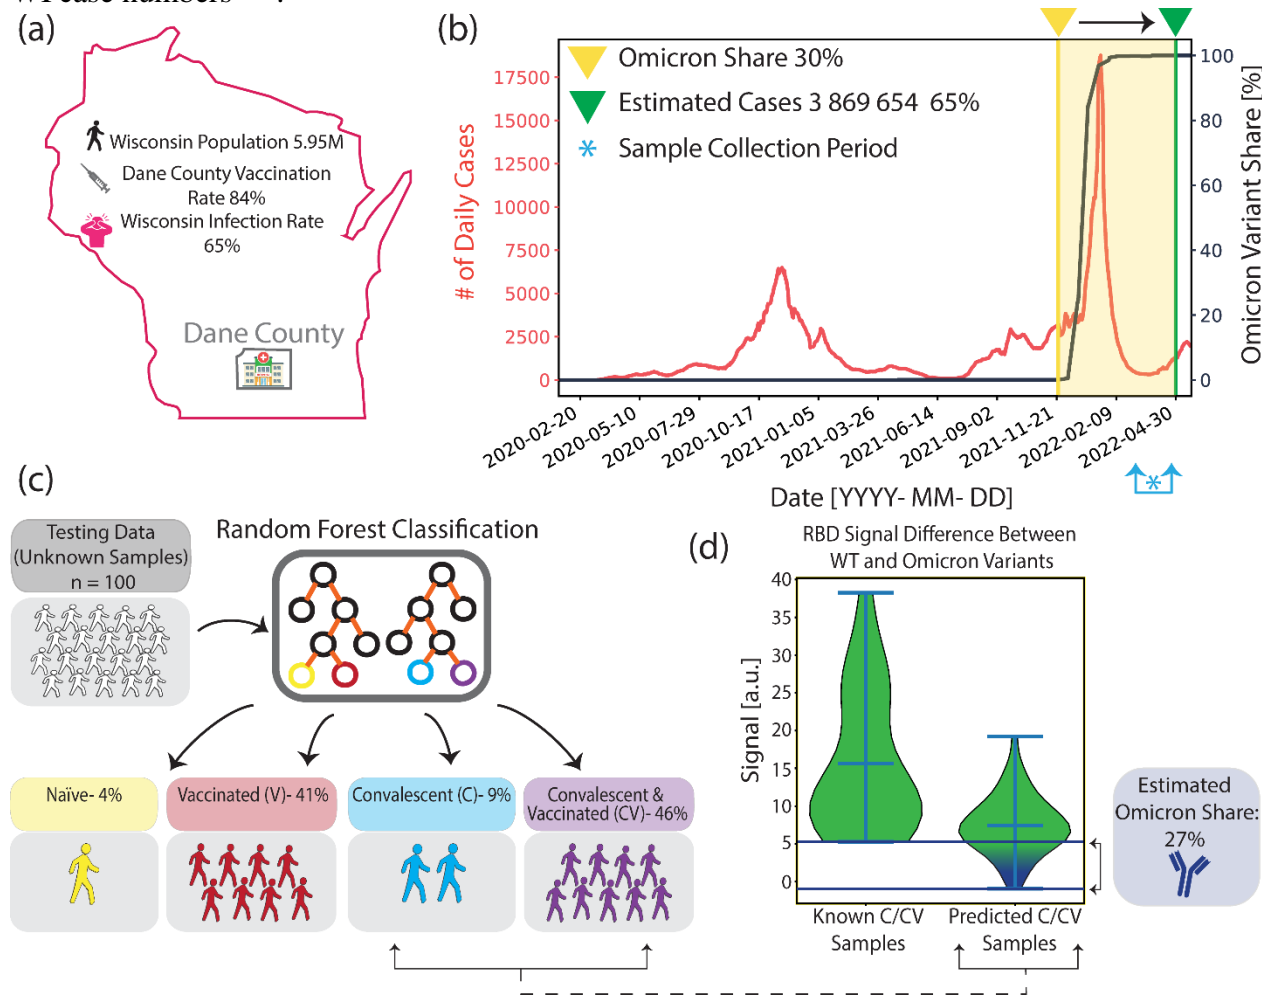 (a)
Wisconsin Population 5.95M
Dane County Vaccination
Rate 84%
Wisconsin Infection Rate
65%
Dane County
(b)
Omicron Share 30%
Estimated Cases 3 869 654 65%
* Sample Collection Period
# of Daily Cases
17500
15000
12500
10000
7500
5000
2500
0
Omicron Variant Share [%]
100
80
60
40
20
0
2020-02-20
2020-05-10
2020-07-29
2020-10-17
2021-01-05
2021-03-26
2021-06-14
2021-09-02
2021-11-21
2022-02-09
2022-04-30
*
Date [YYYY- MM- DD]
(c)
Testing Data
(Unknown Samples)
n = 100
Random Forest Classification
Naïve- 4%
Vaccinated (V)- 41%
Convalescent (C)- 9%
Convalescent &
Vaccinated (CV)- 46%
(d)
RBD Signal Difference Between
WT and Omicron Variants
Signal [a.u.]
40
35
30
25
20
15
10
5
0
Known C/CV
Samples
Predicted C/CV
Samples
Estimated
Omicron Share:
27%